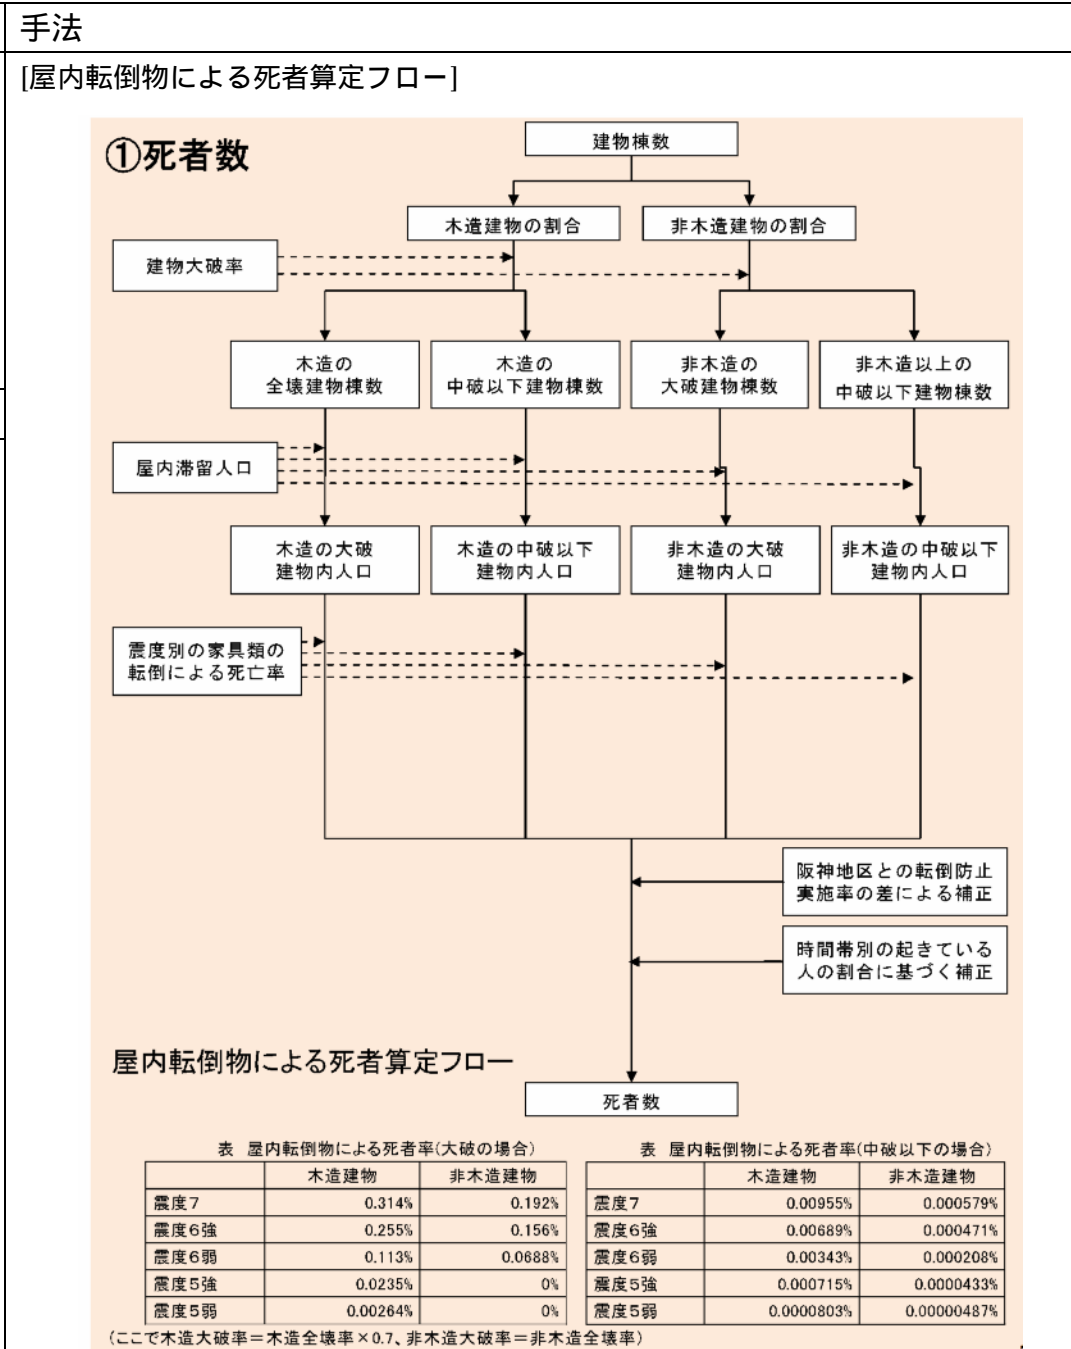 手法
[屋内転倒物による死者算定フロー]
①死者数
建物棟数
木造建物の割合
非木造建物の割合
建物大破率
木造の
全壊建物棟数
木造の
中破以下建物棟数
非木造の
大破建物棟数
非木造以上の
中破以下建物棟数
屋内滞留人口
木造の大破
建物内人口
木造の中破以下
建物内人口
非木造の大破
建物内人口
非木造の中破以下
建物内人口
震度別の家具類の
転倒による死亡率
阪神地区との転倒防止
実施率の差による補正
時間帯別の起きている
人の割合に基づく補正
屋内転倒物による死者算定フロー
死者数
表 屋内転倒物による死者率(大破の場合)
木造建物 非木造建物
震度7 0.314% 0.192%
震度6強 0.255% 0.156%
震度6弱 0.113% 0.0688%
震度5強 0.0235% 0%
震度5弱 0.00264% 0%
表 屋内転倒物による死者率(中破以下の場合)
木造建物 非木造建物
震度7 0.00955% 0.000579%
震度6強 0.00689% 0.000471%
震度6弱 0.00343% 0.000208%
震度5強 0.000715% 0.0000433%
震度5弱 0.0000803% 0.00000487%
(ここで木造大破率=木造全壊率×0.7、非木造大破率=非木造全壊率)